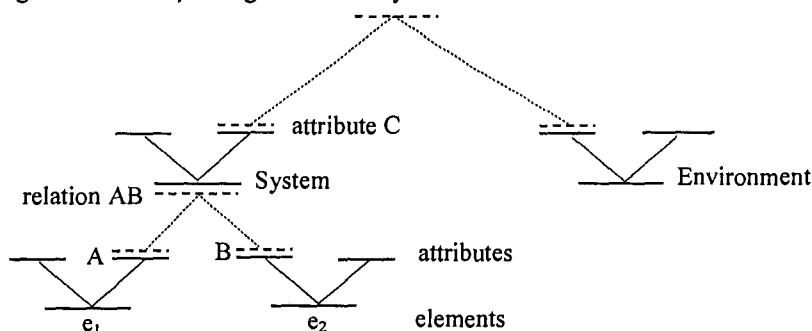 attribute C
System
relation AB
Environment
A
B
attributes
e₁
e₂
elements